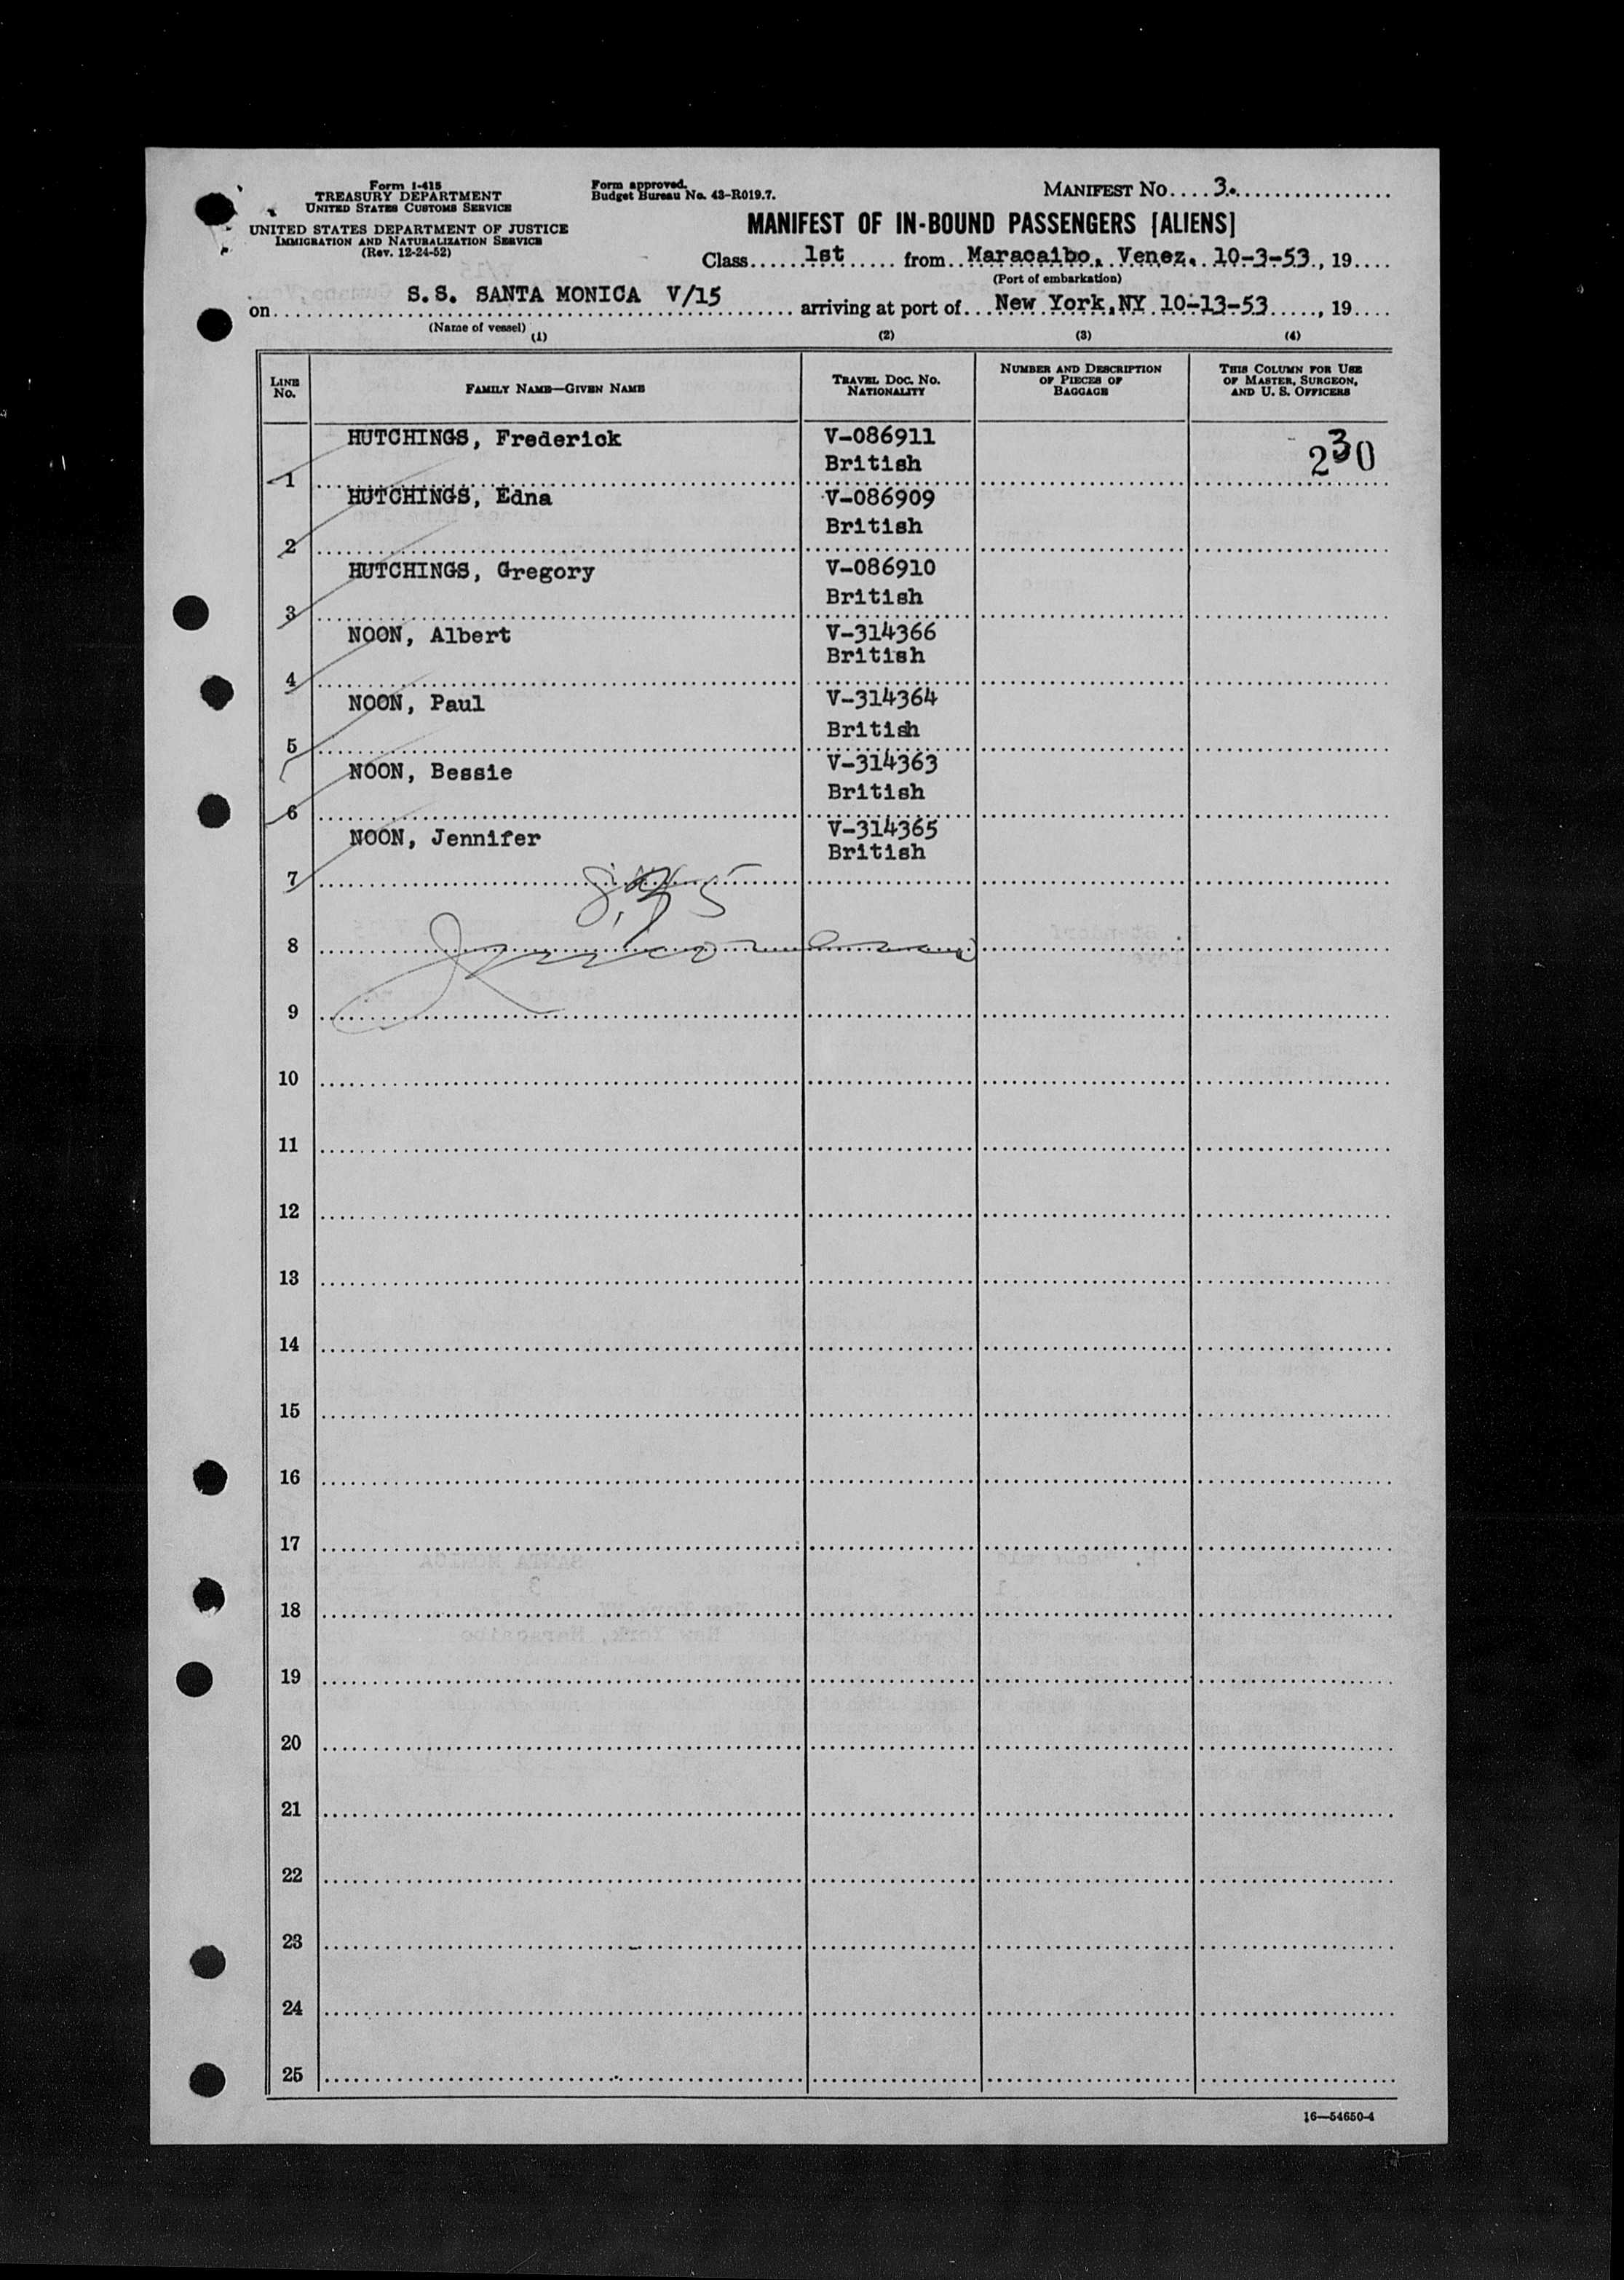 Form I-415
TREASURY DEPARTMENT
UNITED STATES CUSTOMS SERVICE
UNITED STATES DEPARTMENT OF JUSTICE
IMMIGRATION AND NATURALIZATION SERVICE
(Rev. 12-24-52)
Form approved.
Budget Bureau No. 43-R019.7.
MANIFEST NO....3.................
MANIFEST OF IN-BOUND PASSENGERS [ALIENS]
Class.....1st..... from..Maracaibo, Venez. 10-3-53., 19....
(Port of embarkation)
on S.S. SANTA MONICA V/15 arriving at port of...New York,NY 10-13-53....., 19....
(Name of vessel)
(1) (2) (3) (4)
LINE NO. FAMILY NAME—GIVEN NAME TRAVEL DOC. NO. NATIONALITY NUMBER AND DESCRIPTION OF PIECES OF BAGGAGE THIS COLUMN FOR USE OF MASTER, SURGEON, AND U. S. OFFICERS
1 HUTCHINGS, Frederick V-086911 British 230
2 HUTCHINGS, Edna V-086909 British
3 HUTCHINGS, Gregory V-086910 British
4 NOON, Albert V-314366 British
5 NOON, Paul V-314364 British
6 NOON, Bessie V-314363 British
7 NOON, Jennifer V-314365 British
8
9
10
11
12
13
14
15
16
17
18
19
20
21
22
23
24
25
16—54650-4